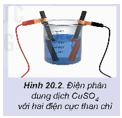 Hình 20.2. Điện phân
dung dịch CuSO4
với hai điện cực than chì